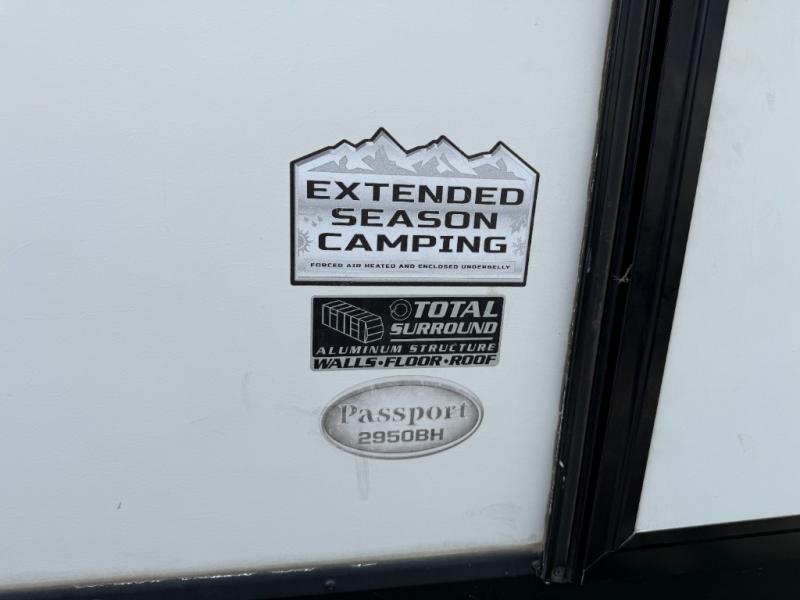 EXTENDED
SEASON
CAMPING
FORCED AIR HEATED AND ENCLOSED UNDERBELLY
TOTAL
SURROUND
ALUMINUM STRUCTURE
WALLS•FLOOR•ROOF
Passport
2950BH